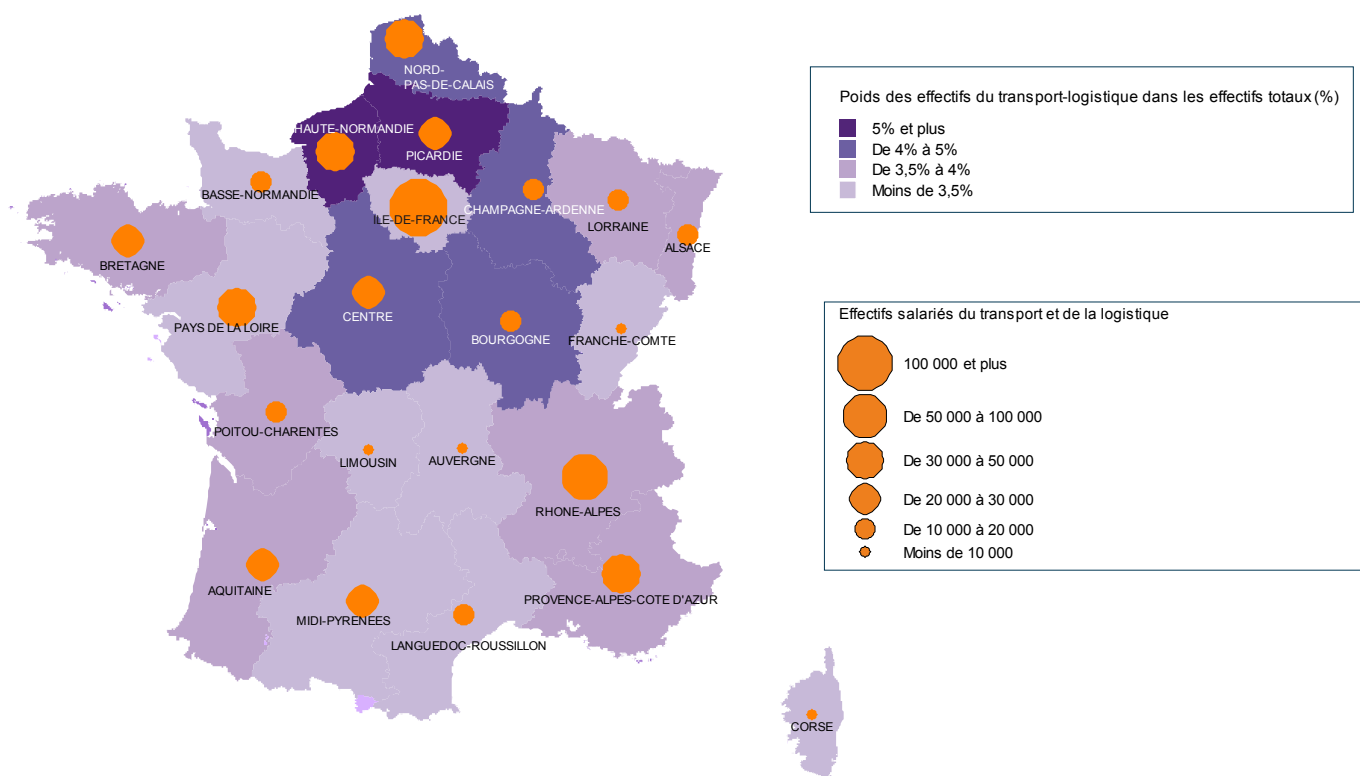 NORD-
PAS-DE-CALAIS
HAUTE-NORMANDIE
PICARDIE
BASSE-NORMANDIE
ILE-DE-FRANCE
CHAMPAGNE-ARDENNE
LORRAINE
ALSACE
BRETAGNE
PAYS DE LA LOIRE
CENTRE
BOURGOGNE
FRANCHE-COMTE
POITOU-CHARENTES
LIMOUSIN
AUVERGNE
RHONE-ALPES
AQUITAINE
MIDI-PYRENEES
LANGUEDOC-ROUSSILLON
PROVENCE-ALPES-COTE D'AZUR
CORSE
Poids des effectifs du transport-logistique dans les effectifs totaux (%)
5% et plus
De 4% à 5%
De 3,5% à 4%
Moins de 3,5%
Effectifs salariés du transport et de la logistique
100 000 et plus
De 50 000 à 100 000
De 30 000 à 50 000
De 20 000 à 30 000
De 10 000 à 20 000
Moins de 10 000